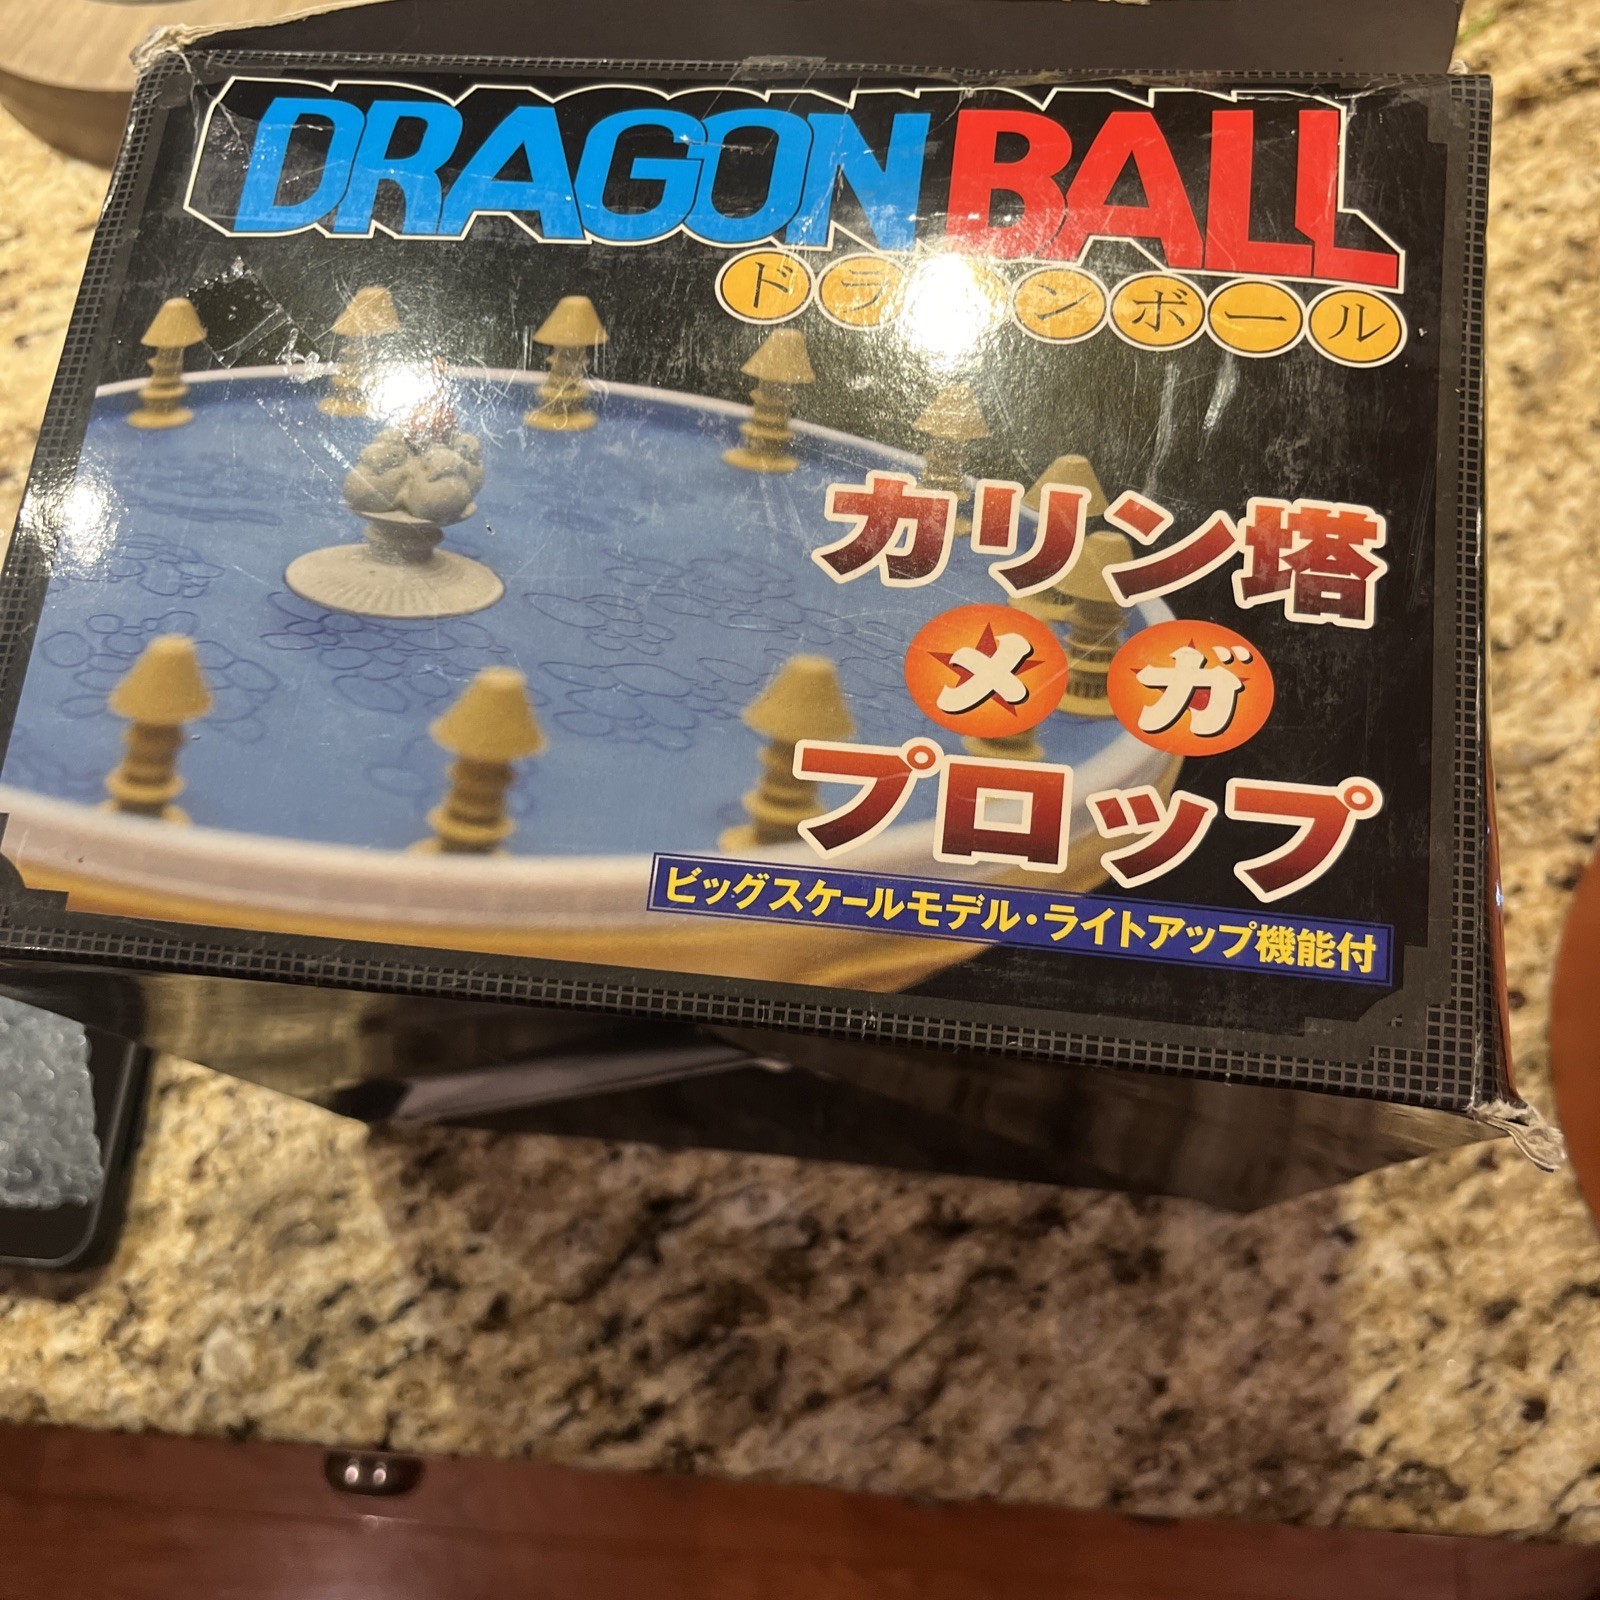 DRAGON BALL
ドラ ンボール
カリン塔
メガ
プロップ
ビッグスケールモデル・ライトアップ機能付